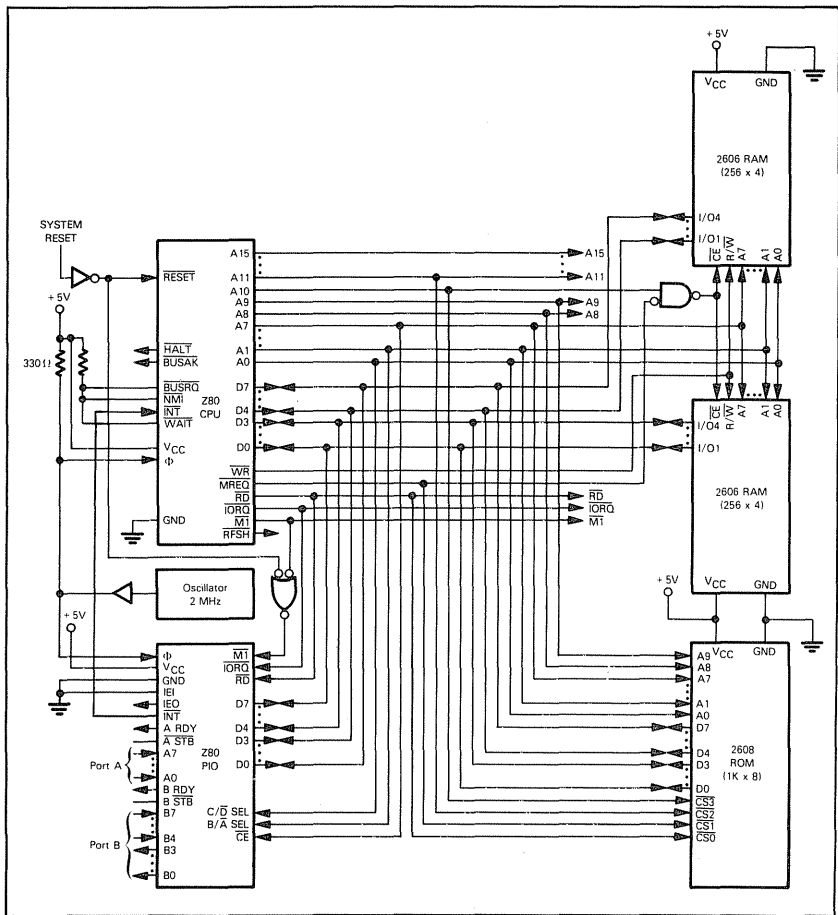 + 5V
V_CC
GND
2606 RAM
(256 x 4)
I/O4
I/O1
CE
R/W
A7
A1
A0
SYSTEM
RESET
+ 5V
330Ω
RESET
HALT
BUSAK
BUSRQ
NMI
INT
WAIT
V_CC
Φ
GND
Z80
CPU
A15
A11
A10
A9
A8
A7
A1
A0
D7
D4
D3
D0
WR
MREQ
RD
IORQ
M1
RFSH
A15
A11
A9
A8
RD
IORQ
M1
CE
R/W
A7
A1
A0
I/O4
I/O1
2606 RAM
(256 x 4)
V_CC
GND
+ 5V
Oscillator
2 MHz
+ 5V
Φ
V_CC
GND
IEI
IEO
INT
A RDY
A STB
A7
A0
B RDY
B STB
B7
B4
B3
B0
Port A
Port B
Z80
PIO
M1
IORQ
RD
D7
D4
D3
D0
C/D SEL
B/A SEL
CE
V_CC
GND
A9
A8
A7
A1
A0
D7
D4
D3
D0
CS3
CS2
CS1
CS0
2608
ROM
(1K x 8)